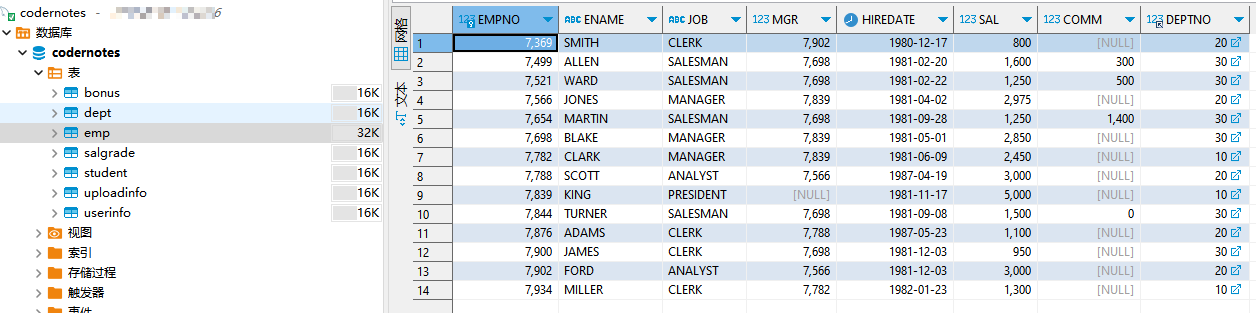 codernotes - 6
数据库
codernotes
表
bonus 16K
dept 16K
emp 32K
salgrade 16K
student 16K
uploadinfo 16K
userinfo 16K
视图
索引
存储过程
触发器
事件
网格
文本
123 EMPNO ABC ENAME ABC JOB 123 MGR HIREDATE 123 SAL 123 COMM 123 DEPTNO
1 7,369 SMITH CLERK 7,902 1980-12-17 800 [NULL] 20
2 7,499 ALLEN SALESMAN 7,698 1981-02-20 1,600 300 30
3 7,521 WARD SALESMAN 7,698 1981-02-22 1,250 500 30
4 7,566 JONES MANAGER 7,839 1981-04-02 2,975 [NULL] 20
5 7,654 MARTIN SALESMAN 7,698 1981-09-28 1,250 1,400 30
6 7,698 BLAKE MANAGER 7,839 1981-05-01 2,850 [NULL] 30
7 7,782 CLARK MANAGER 7,839 1981-06-09 2,450 [NULL] 10
8 7,788 SCOTT ANALYST 7,566 1987-04-19 3,000 [NULL] 20
9 7,839 KING PRESIDENT [NULL] 1981-11-17 5,000 [NULL] 10
10 7,844 TURNER SALESMAN 7,698 1981-09-08 1,500 0 30
11 7,876 ADAMS CLERK 7,788 1987-05-23 1,100 [NULL] 20
12 7,900 JAMES CLERK 7,698 1981-12-03 950 [NULL] 30
13 7,902 FORD ANALYST 7,566 1981-12-03 3,000 [NULL] 20
14 7,934 MILLER CLERK 7,782 1982-01-23 1,300 [NULL] 10